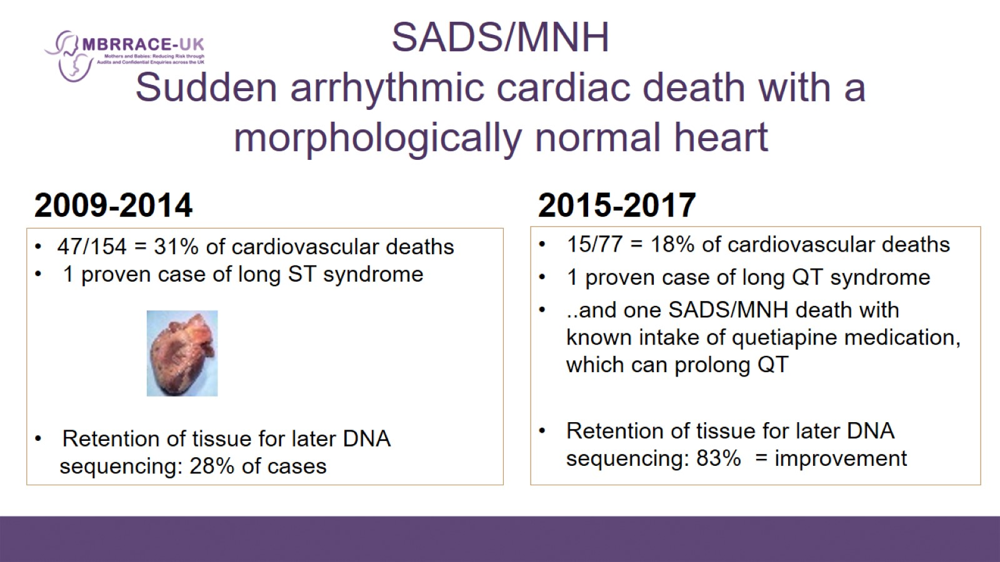 MBRRACE-UK
Mothers and Babies: Reducing Risk through
Audits and Confidential Enquiries across the UK
SADS/MNH
Sudden arrhythmic cardiac death with a
morphologically normal heart
2009-2014
• 47/154 = 31% of cardiovascular deaths
• 1 proven case of long ST syndrome
• Retention of tissue for later DNA
sequencing: 28% of cases
2015-2017
• 15/77 = 18% of cardiovascular deaths
• 1 proven case of long QT syndrome
• ..and one SADS/MNH death with
known intake of quetiapine medication,
which can prolong QT
• Retention of tissue for later DNA
sequencing: 83% = improvement